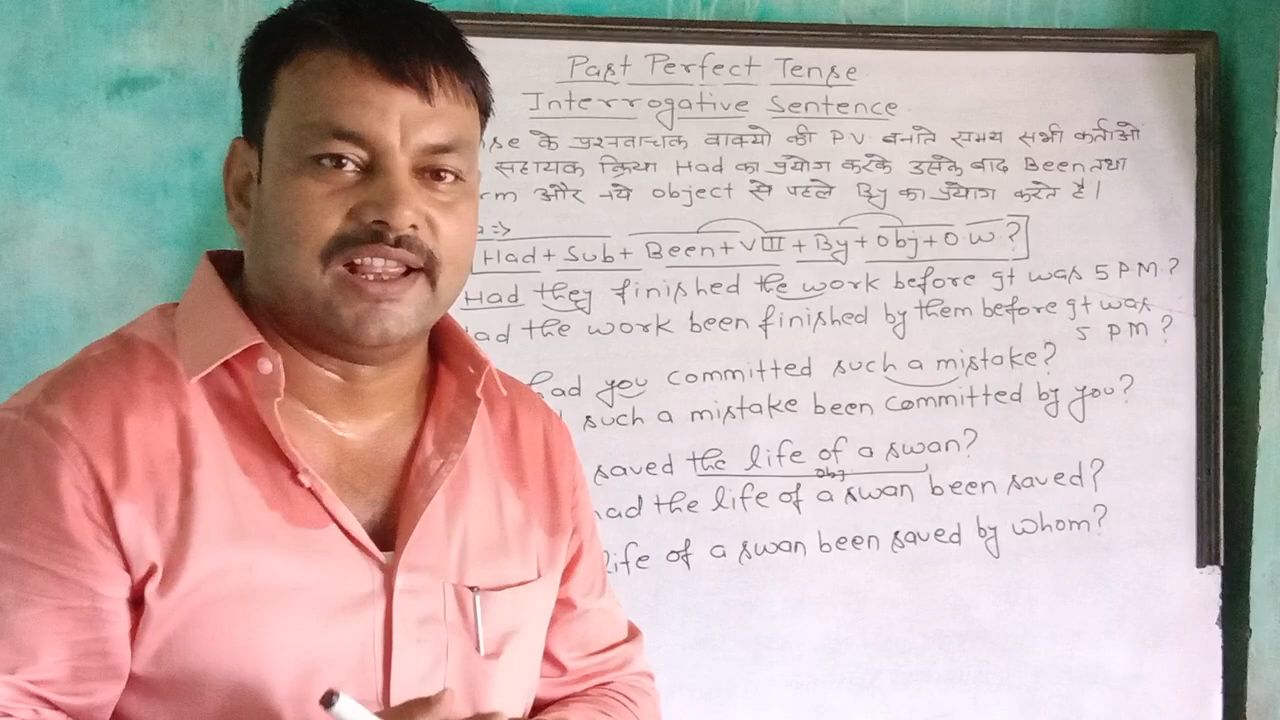 Past Perfect Tense
Interrogative Sentence
के प्रश्नवाचक वाक्यो की PV बनाते समय सभी कर्ताओ
सहायक क्रिया Had का प्रयोग करके उसके बाद Been तथा
और नये object से पहले By का प्रयोग करते है।
Had + Sub + Been + VIII + By + Obj + O.W ?
Had they finished the work before It was 5 PM ?
the work been finished by them before It was
5 PM ?
had you committed such a mistake?
such a mistake been committed by you?
saved the life of a swan?
obj
the life of a swan been saved?
life of a swan been saved by whom?